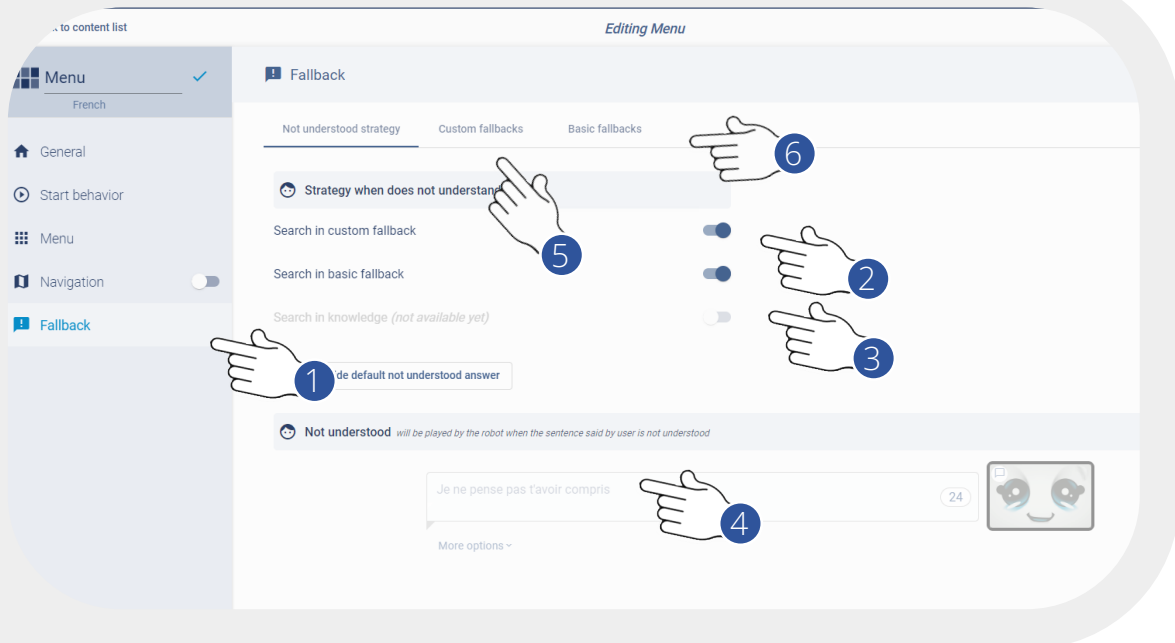 to content list
Editing Menu
Menu
French
Fallback
General
Start behavior
Menu
Navigation
Fallback
Not understood strategy Custom fallbacks Basic fallbacks
6
Strategy when does not understand
5
Search in custom fallback
2
Search in basic fallback
Search in knowledge (not available yet)
3
1
default not understood answer
Not understood will be played by the robot when the sentence said by user is not understood
Je ne pense pas t'avoir compris
24
4
More options